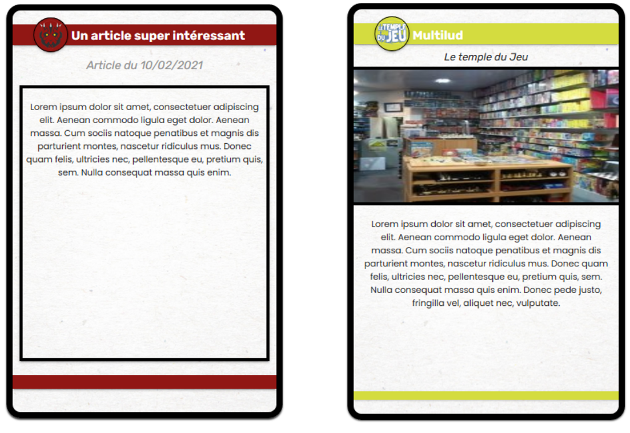 Un article super intéressant
Article du 10/02/2021
Lorem ipsum dolor sit amet, consectetuer adipiscing
elit. Aenean commodo ligula eget dolor. Aenean
massa. Cum sociis natoque penatibus et magnis dis
parturient montes, nascetur ridiculus mus. Donec
quam felis, ultricies nec, pellentesque eu, pretium quis,
sem. Nulla consequat massa quis enim.
TEMPLE
DU JEU
Multilud
Le temple du Jeu
Lorem ipsum dolor sit amet, consectetuer adipiscing
elit. Aenean commodo ligula eget dolor. Aenean
massa. Cum sociis natoque penatibus et magnis dis
parturient montes, nascetur ridiculus mus. Donec quam
felis, ultricies nec, pellentesque eu, pretium quis, sem.
Nulla consequat massa quis enim. Donec pede justo,
fringilla vel, aliquet nec, vulputate.